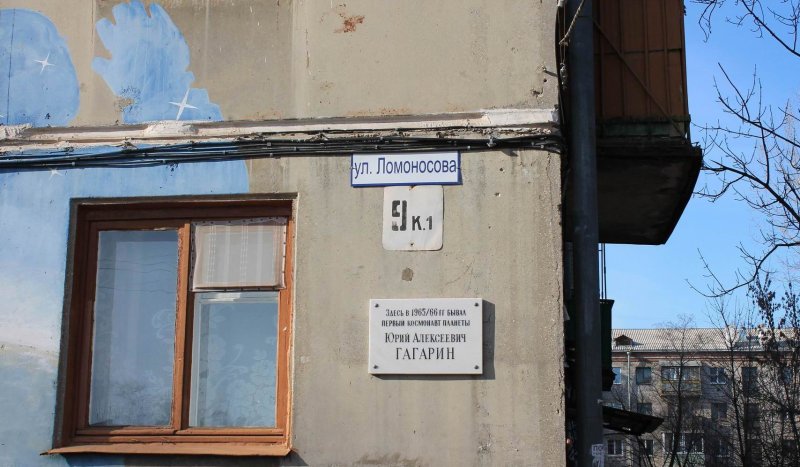 ул. Ломоносова
9 К.1
Здесь в 1965/66 гг бывал
первый космонавт планеты
Юрий Алексеевич
ГАГАРИН